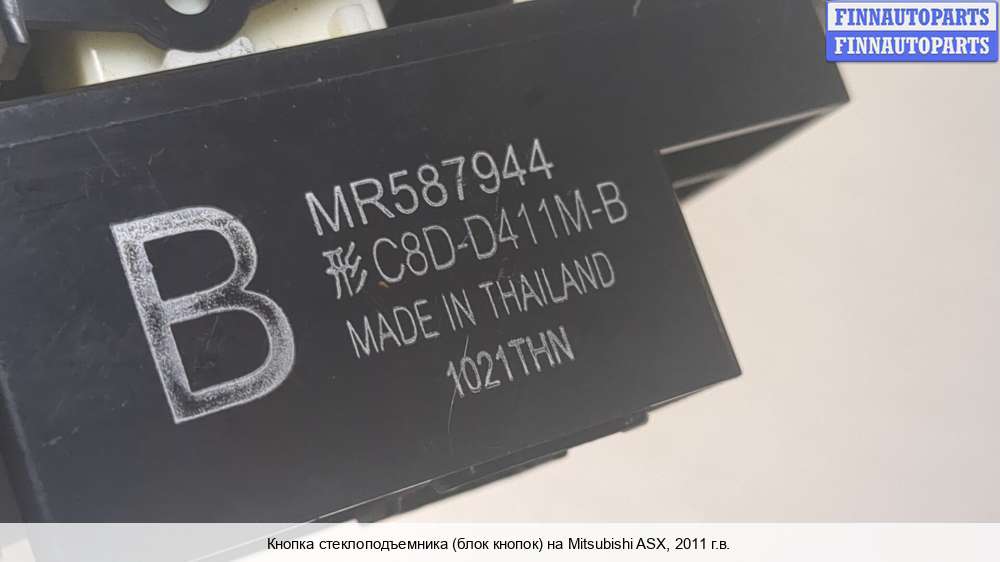 FINNAUTOPARTS
FINNAUTOPARTS
B
MR587944
形C8D-D411M-B
MADE IN THAILAND
1021THN
Кнопка стеклоподъемника (блок кнопок) на Mitsubishi ASX, 2011 г.в.